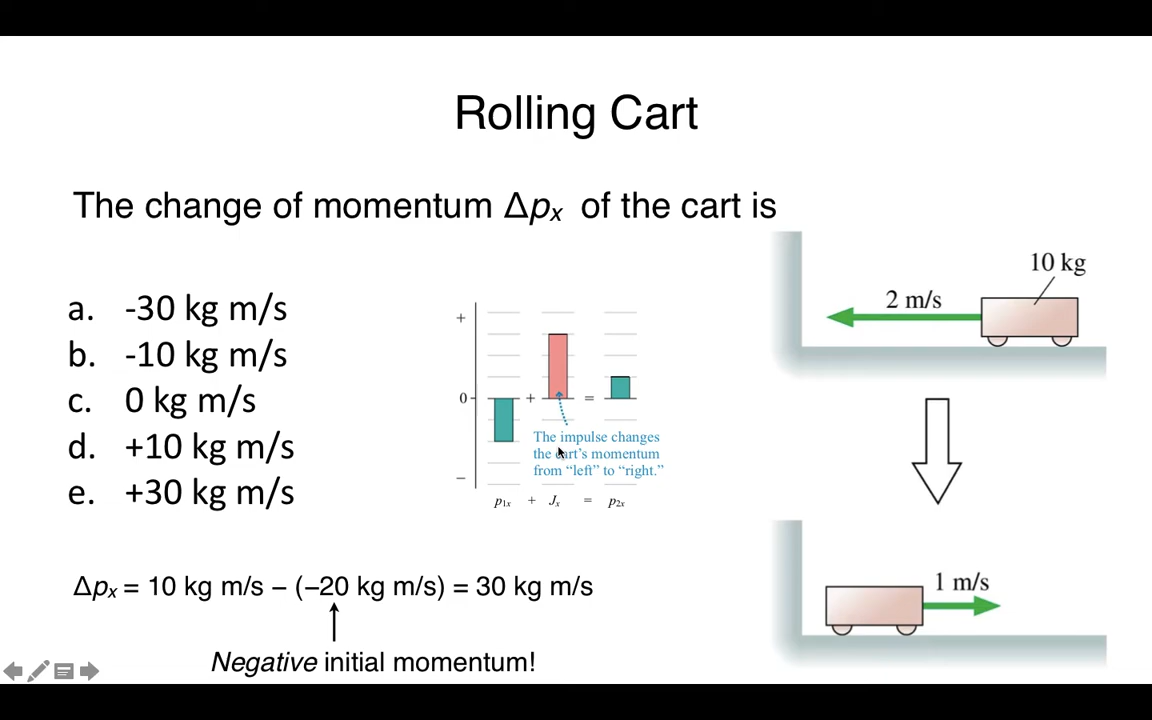 Rolling Cart
The change of momentum Δpₓ of the cart is
a. -30 kg m/s
b. -10 kg m/s
c. 0 kg m/s
d. +10 kg m/s
e. +30 kg m/s
+
0
+
=
The impulse changes
the cart’s momentum
from “left” to “right.”
−
p₁ₓ + Jₓ = p₂ₓ
10 kg
2 m/s
1 m/s
Δpₓ = 10 kg m/s − (−20 kg m/s) = 30 kg m/s
Negative initial momentum!